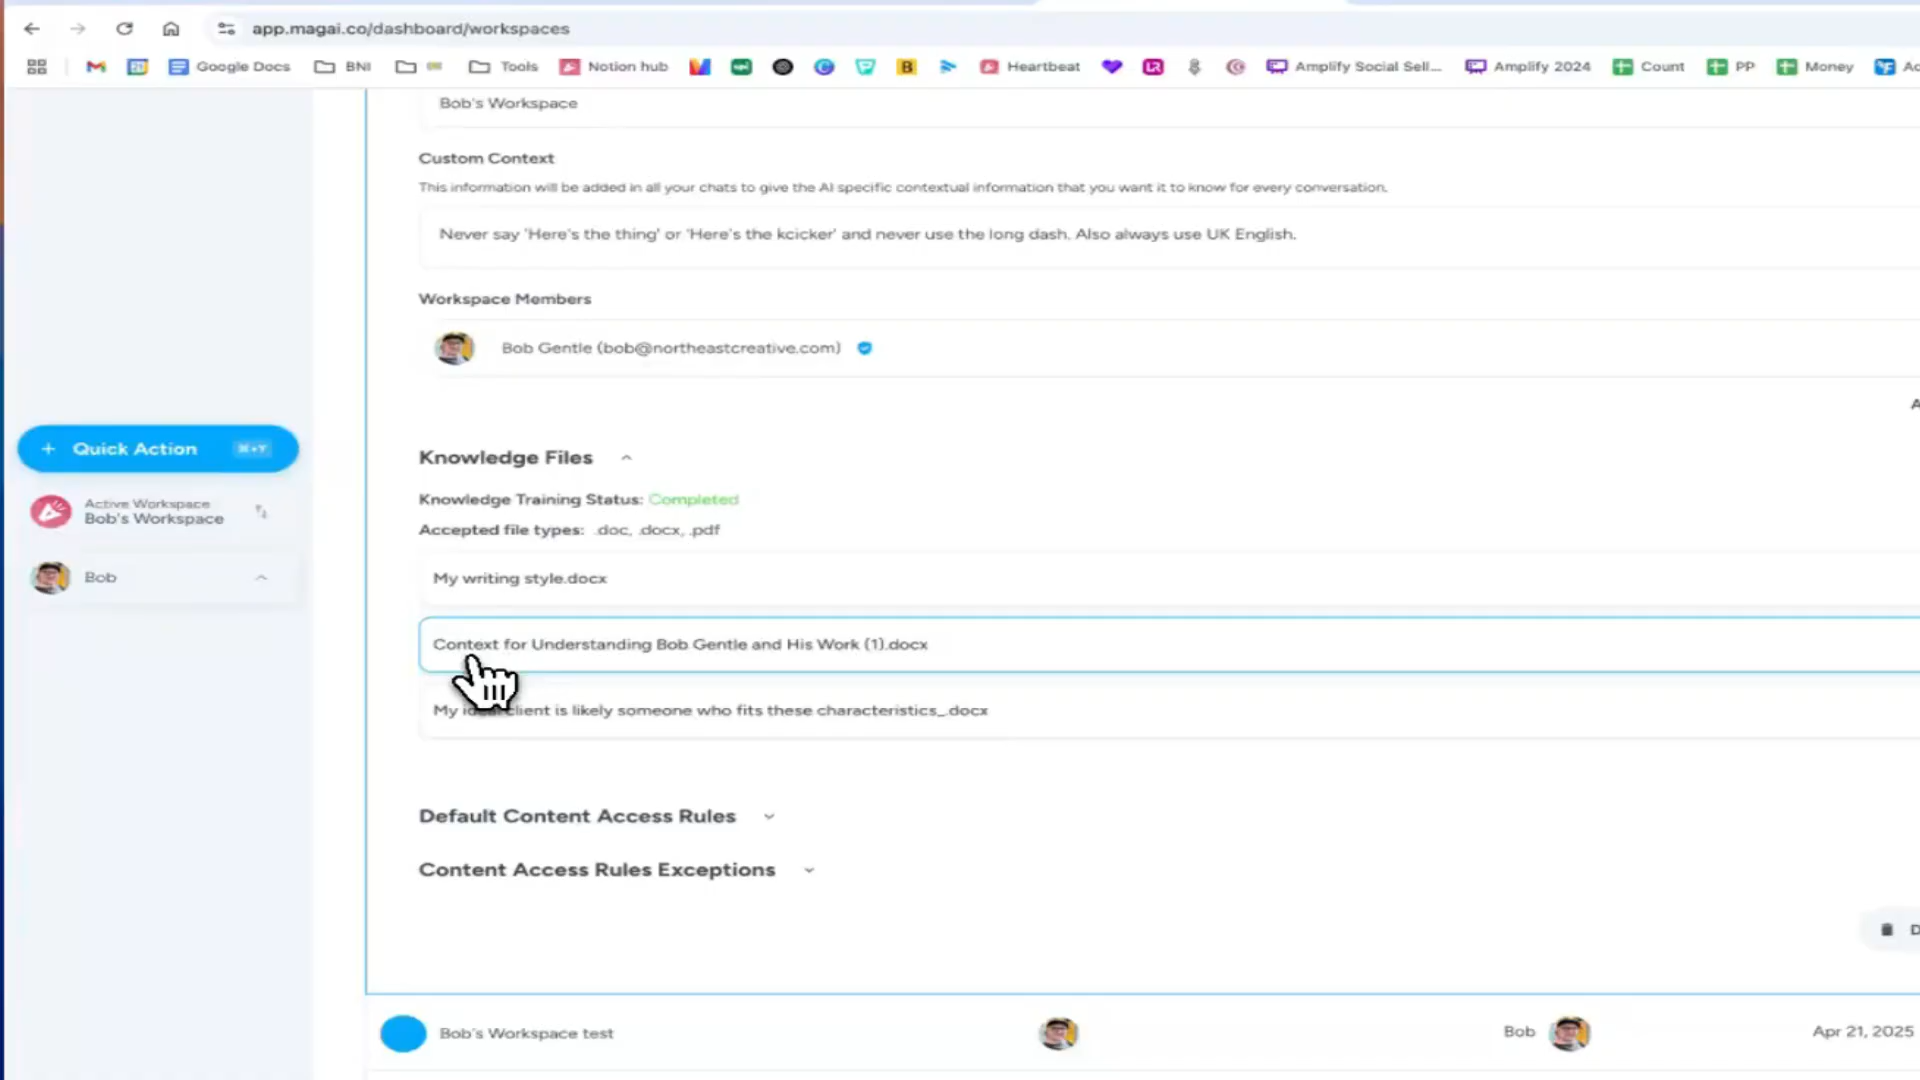 app.magai.co/dashboard/workspaces
Google Docs BNI Tools Notion hub Heartbeat Amplify Social Sell... Amplify 2024 Count PP Money
Bob's Workspace
Custom Context
This information will be added in all your chats to give the AI specific contextual information that you want it to know for every conversation.
Never say 'Here's the thing' or 'Here's the kcicker' and never use the long dash. Also always use UK English.
Workspace Members
Bob Gentle (bob@northeastcreative.com)
+ Quick Action ⌘+Y
Active Workspace
Bob's Workspace
Bob
Knowledge Files
Knowledge Training Status: Completed
Accepted file types: .doc, .docx, .pdf
My writing style.docx
Context for Understanding Bob Gentle and His Work (1).docx
My client is likely someone who fits these characteristics_.docx
Default Content Access Rules
Content Access Rules Exceptions
Bob's Workspace test Bob Apr 21, 2025